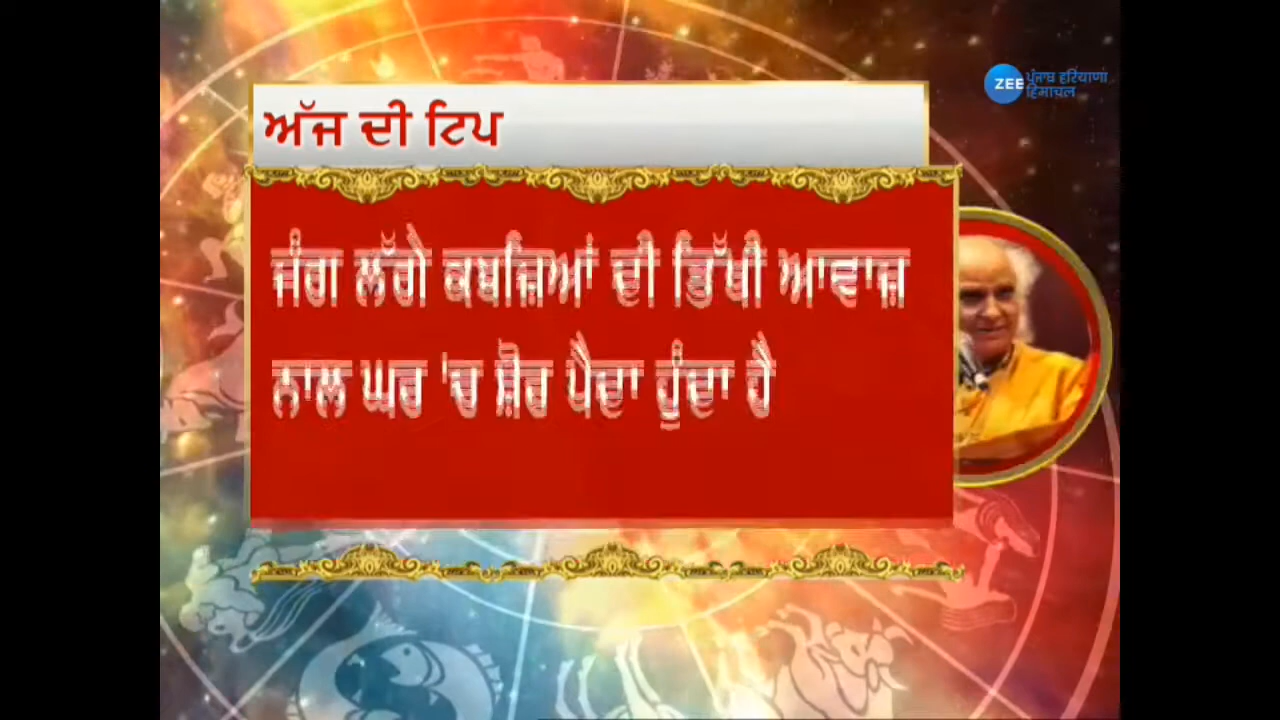 ZEE ਪੰਜਾਬ ਹਰਿਆਣਾ
ਹਿਮਾਚਲ
ਅੱਜ ਦੀ ਟਿਪ
ਜੰਗ ਲੱਗੇ ਕਬਜ਼ਿਆਂ ਦੀ ਤਿੱਖੀ ਆਵਾਜ਼
ਨਾਲ ਘਰ 'ਚ ਸ਼ੋਰ ਪੈਦਾ ਹੁੰਦਾ ਹੈ